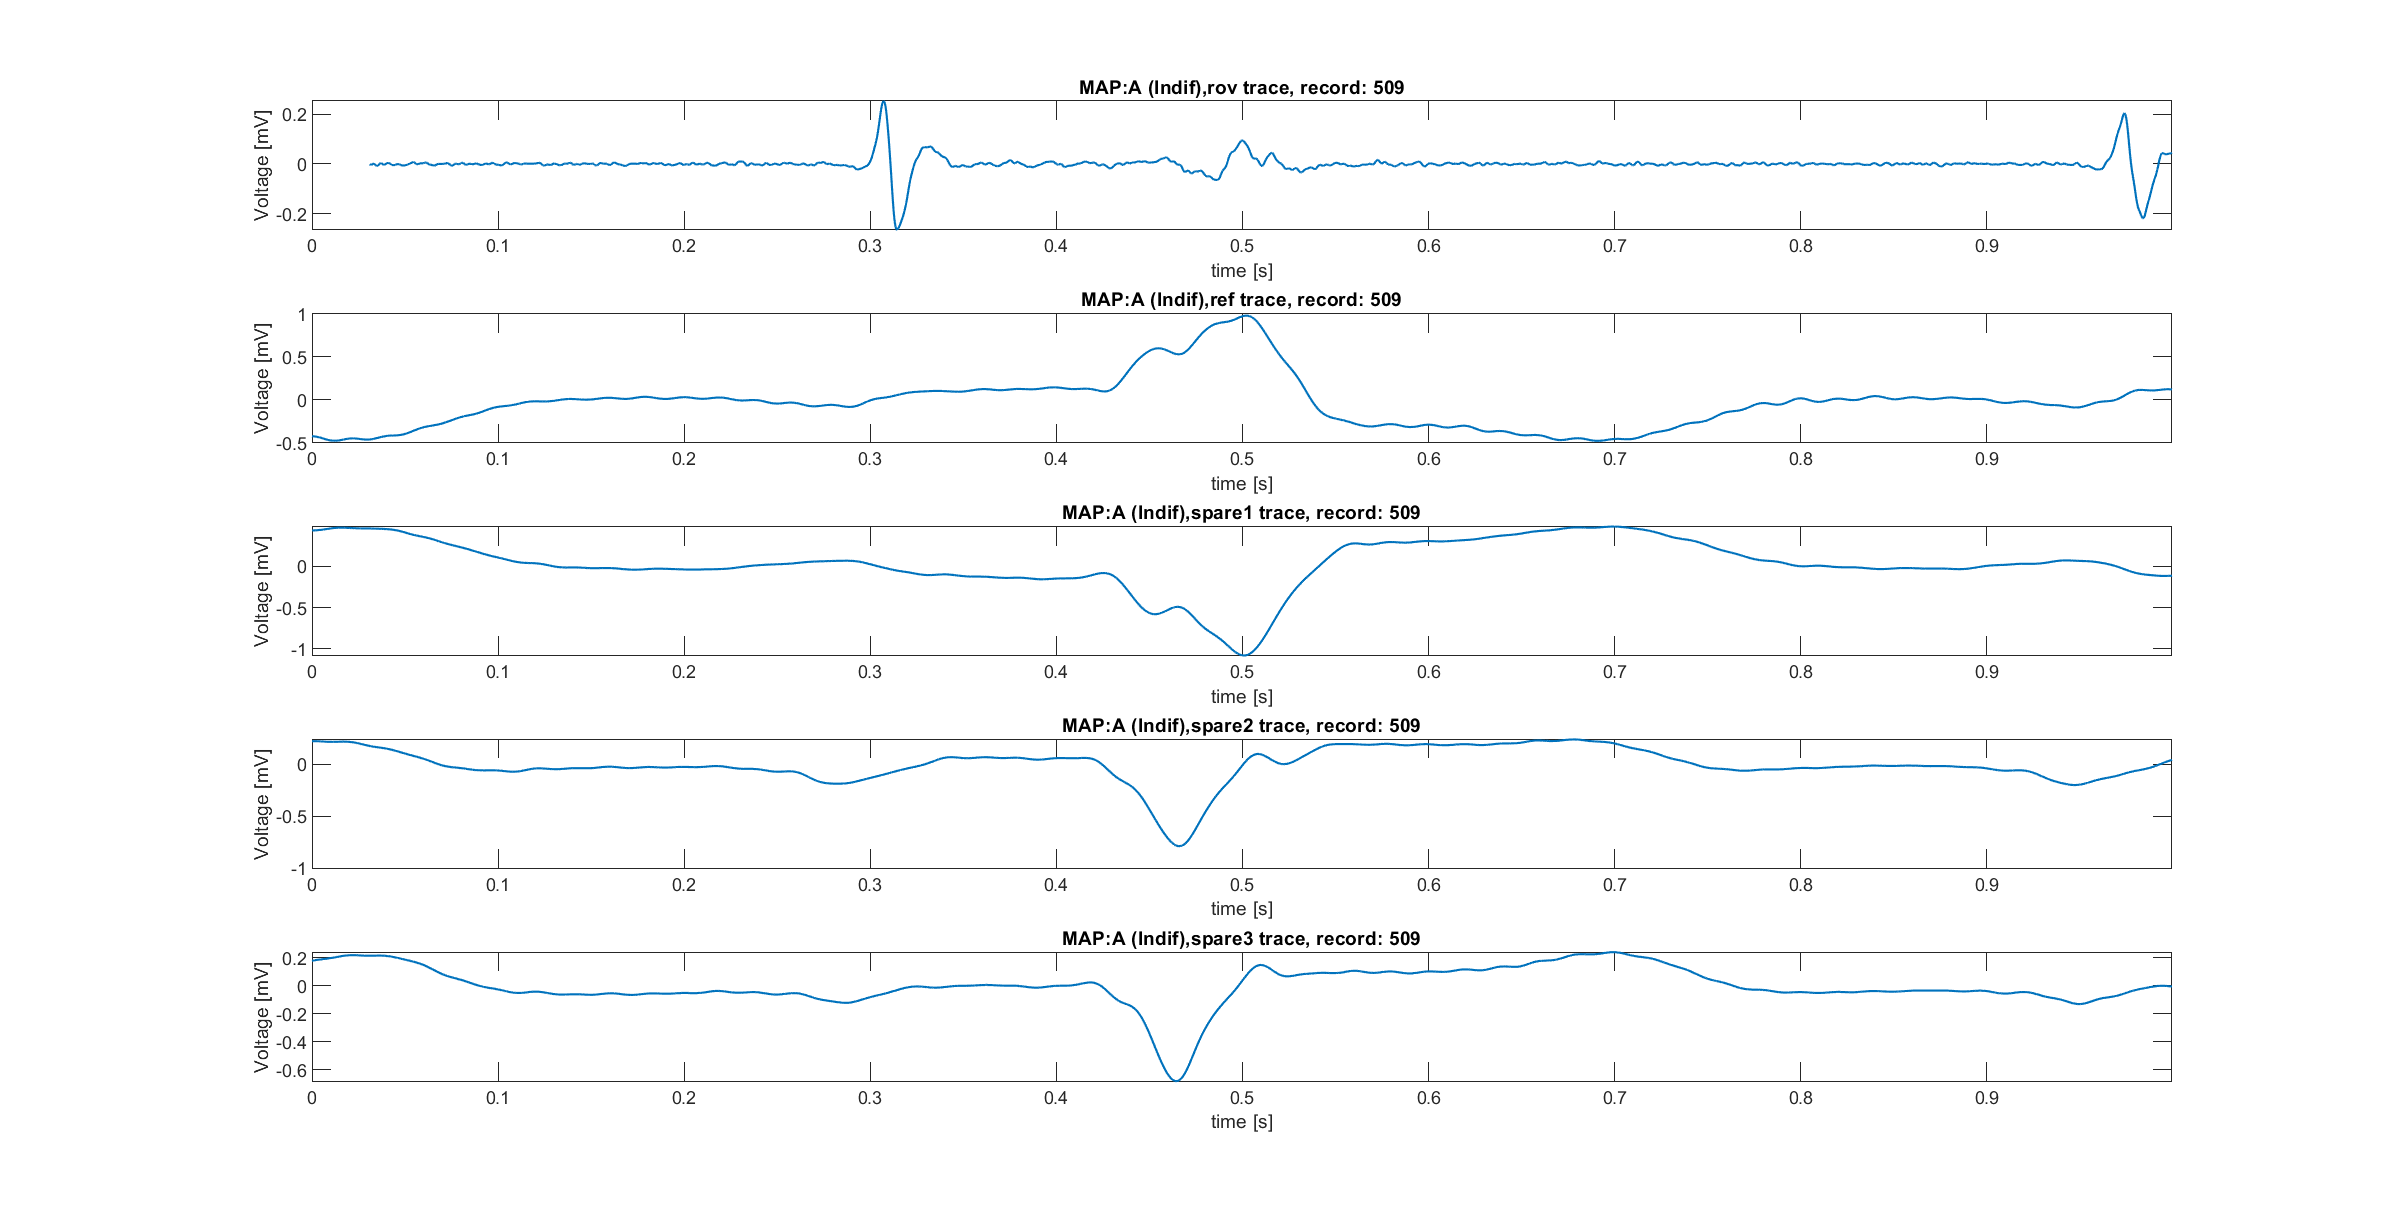 MAP:A (Indif),rov trace, record: 509
Voltage [mV]
0.2
0
-0.2
0 0.1 0.2 0.3 0.4 0.5 0.6 0.7 0.8 0.9
time [s]
MAP:A (Indif),ref trace, record: 509
Voltage [mV]
1
0.5
0
-0.5
0 0.1 0.2 0.3 0.4 0.5 0.6 0.7 0.8 0.9
time [s]
MAP:A (Indif),spare1 trace, record: 509
Voltage [mV]
0
-0.5
-1
0 0.1 0.2 0.3 0.4 0.5 0.6 0.7 0.8 0.9
time [s]
MAP:A (Indif),spare2 trace, record: 509
Voltage [mV]
0
-0.5
-1
0 0.1 0.2 0.3 0.4 0.5 0.6 0.7 0.8 0.9
time [s]
MAP:A (Indif),spare3 trace, record: 509
Voltage [mV]
0.2
0
-0.2
-0.4
-0.6
0 0.1 0.2 0.3 0.4 0.5 0.6 0.7 0.8 0.9
time [s]